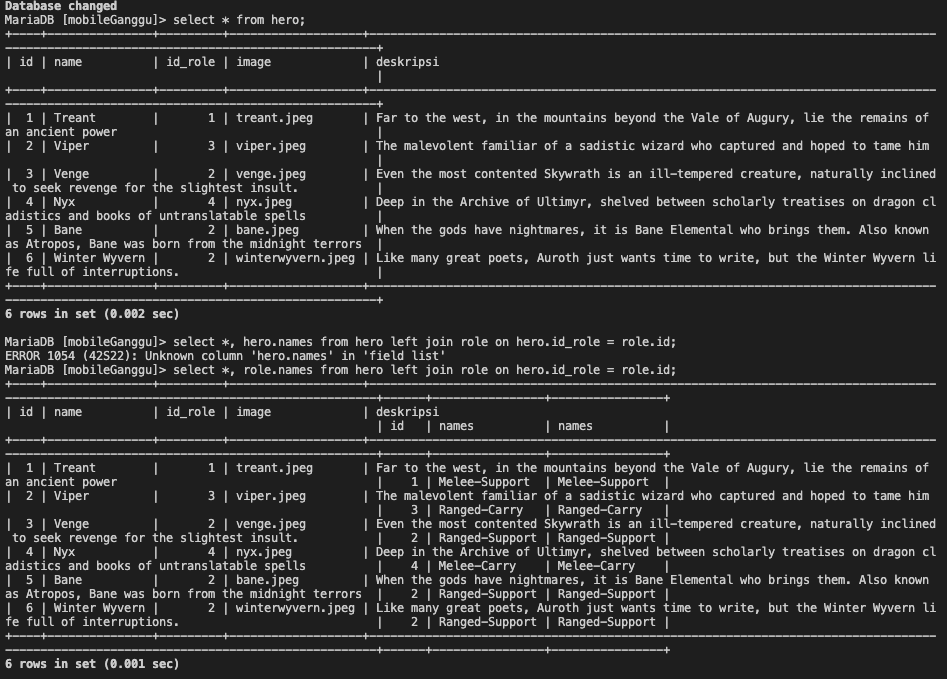 Database changed
MariaDB [mobileGanggu]> select * from hero;
+----+---------------+---------+-------------------+--------------------------------------------------------------------------------
-----------------------------------------------------+
| id | name          | id_role | image             | deskripsi
                                                     |
+----+---------------+---------+-------------------+--------------------------------------------------------------------------------
-----------------------------------------------------+
|  1 | Treant        |       1 | treant.jpeg       | Far to the west, in the mountains beyond the Vale of Augury, lie the remains of
an ancient power                                     |
|  2 | Viper         |       3 | viper.jpeg        | The malevolent familiar of a sadistic wizard who captured and hoped to tame him
                                                     |
|  3 | Venge         |       2 | venge.jpeg        | Even the most contented Skywrath is an ill-tempered creature, naturally inclined
 to seek revenge for the slightest insult.           |
|  4 | Nyx           |       4 | nyx.jpeg          | Deep in the Archive of Ultimyr, shelved between scholarly treatises on dragon cl
adistics and books of untranslatable spells          |
|  5 | Bane          |       2 | bane.jpeg         | When the gods have nightmares, it is Bane Elemental who brings them. Also known
as Atropos, Bane was born from the midnight terrors  |
|  6 | Winter Wyvern |       2 | winterwyvern.jpeg | Like many great poets, Auroth just wants time to write, but the Winter Wyvern li
fe full of interruptions.                            |
+----+---------------+---------+-------------------+--------------------------------------------------------------------------------
-----------------------------------------------------+
6 rows in set (0.002 sec)
MariaDB [mobileGanggu]> select *, hero.names from hero left join role on hero.id_role = role.id;
ERROR 1054 (42S22): Unknown column 'hero.names' in 'field list'
MariaDB [mobileGanggu]> select *, role.names from hero left join role on hero.id_role = role.id;
+----+---------------+---------+-------------------+--------------------------------------------------------------------------------
-----------------------------------------------------+------+----------------+----------------+
| id | name          | id_role | image             | deskripsi
                                                     | id   | names          | names          |
+----+---------------+---------+-------------------+--------------------------------------------------------------------------------
-----------------------------------------------------+------+----------------+----------------+
|  1 | Treant        |       1 | treant.jpeg       | Far to the west, in the mountains beyond the Vale of Augury, lie the remains of
an ancient power                                     |    1 | Melee-Support  | Melee-Support  |
|  2 | Viper         |       3 | viper.jpeg        | The malevolent familiar of a sadistic wizard who captured and hoped to tame him
                                                     |    3 | Ranged-Carry   | Ranged-Carry   |
|  3 | Venge         |       2 | venge.jpeg        | Even the most contented Skywrath is an ill-tempered creature, naturally inclined
 to seek revenge for the slightest insult.           |    2 | Ranged-Support | Ranged-Support |
|  4 | Nyx           |       4 | nyx.jpeg          | Deep in the Archive of Ultimyr, shelved between scholarly treatises on dragon cl
adistics and books of untranslatable spells          |    4 | Melee-Carry    | Melee-Carry    |
|  5 | Bane          |       2 | bane.jpeg         | When the gods have nightmares, it is Bane Elemental who brings them. Also known
as Atropos, Bane was born from the midnight terrors  |    2 | Ranged-Support | Ranged-Support |
|  6 | Winter Wyvern |       2 | winterwyvern.jpeg | Like many great poets, Auroth just wants time to write, but the Winter Wyvern li
fe full of interruptions.                            |    2 | Ranged-Support | Ranged-Support |
+----+---------------+---------+-------------------+--------------------------------------------------------------------------------
-----------------------------------------------------+------+----------------+----------------+
6 rows in set (0.001 sec)